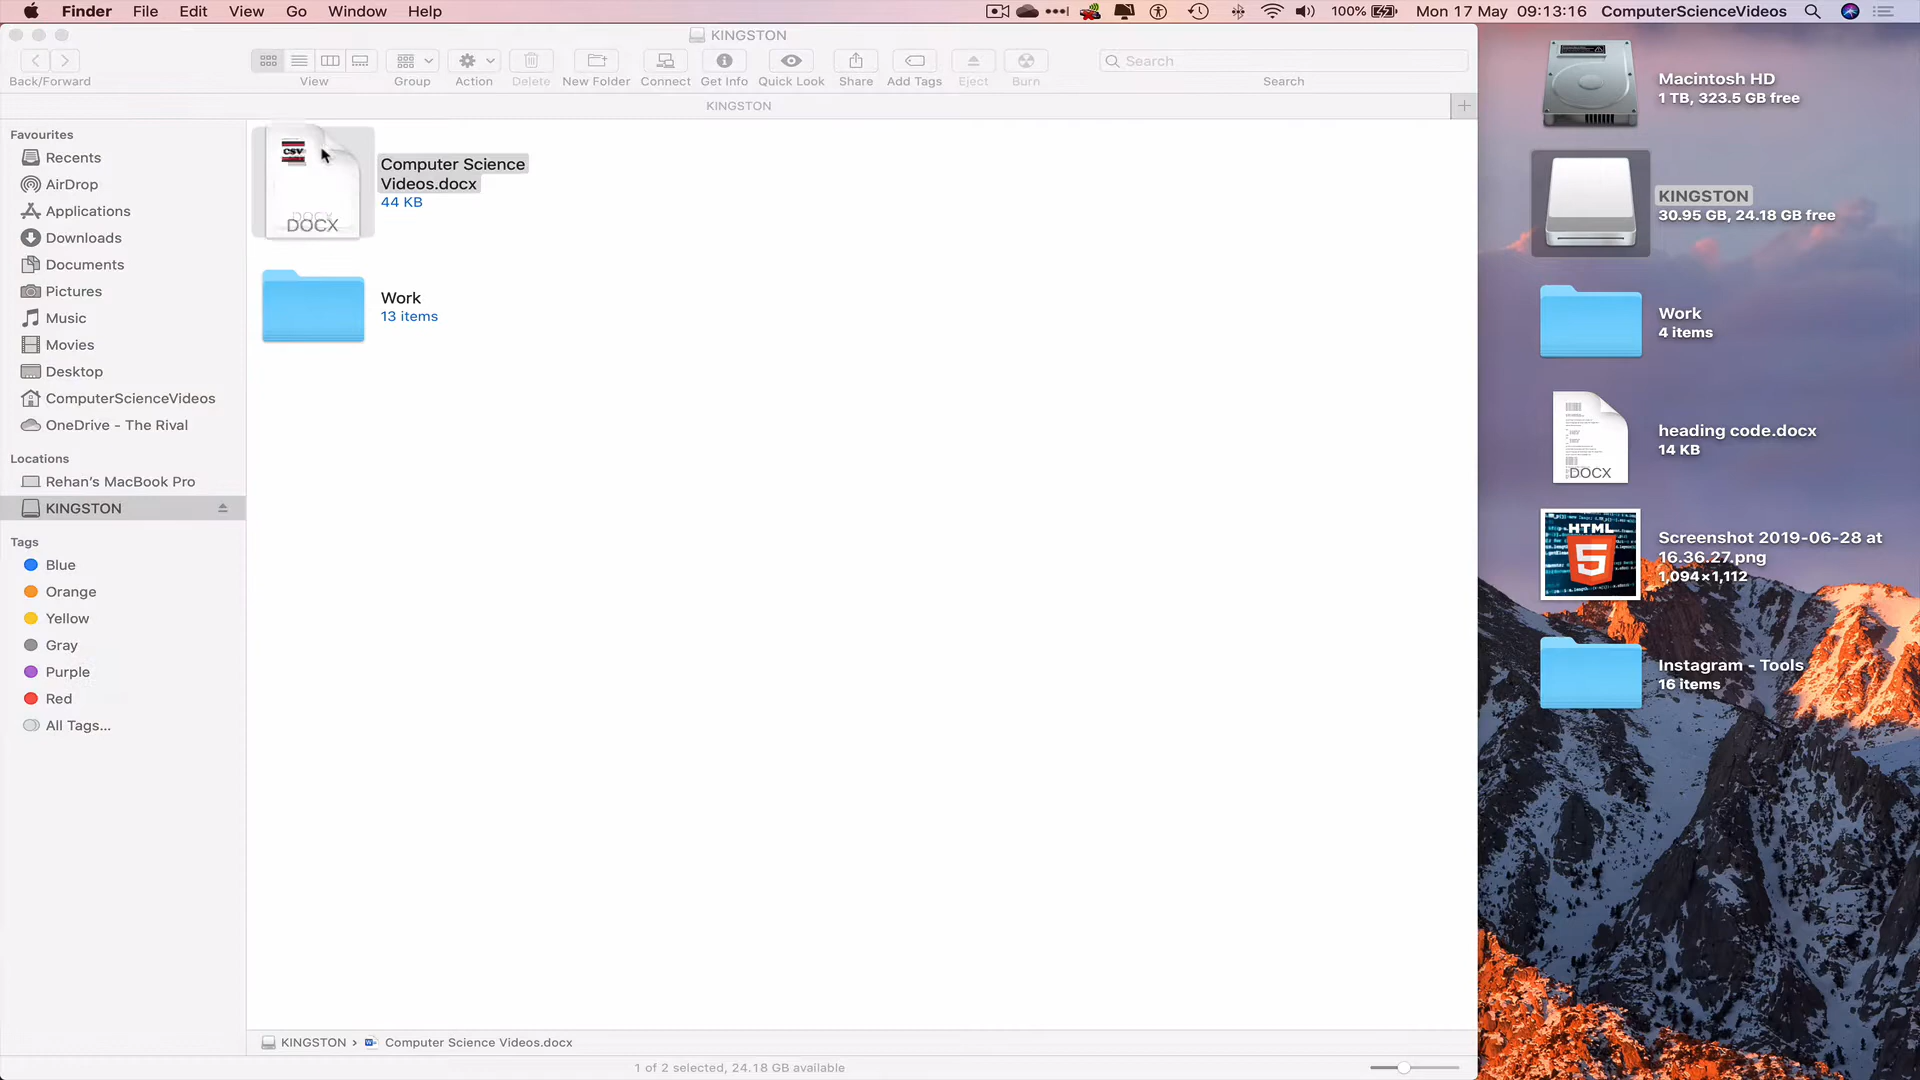 Finder File Edit View Go Window Help
100% Mon 17 May 09:13:16 ComputerScienceVideos
KINGSTON
Search
Back/Forward View Group Action Delete New Folder Connect Get Info Quick Look Share Add Tags Eject Burn Search
KINGSTON
Favourites
Recents
AirDrop
Applications
Downloads
Documents
Pictures
Music
Movies
Desktop
ComputerScienceVideos
OneDrive - The Rival
Locations
Rehan's MacBook Pro
KINGSTON
Tags
Blue
Orange
Yellow
Gray
Purple
Red
All Tags...
CSV
DOCX
DOCX
Computer Science
Videos.docx
44 KB
Work
13 items
KINGSTON › Computer Science Videos.docx
1 of 2 selected, 24.18 GB available
Macintosh HD
1 TB, 323.5 GB free
KINGSTON
30.95 GB, 24.18 GB free
Work
4 items
DOCX
heading code.docx
14 KB
HTML
5
Screenshot 2019-06-28 at
16.36.27.png
1,094×1,112
Instagram - Tools
16 items